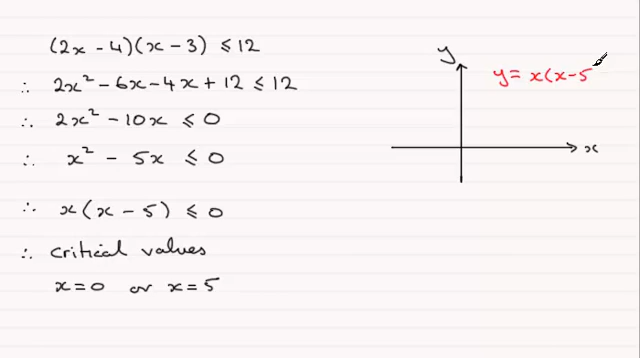 (2x - 4)(x - 3) ≤ 12
∴ 2x² - 6x - 4x + 12 ≤ 12
∴ 2x² - 10x ≤ 0
∴ x² - 5x ≤ 0
∴ x(x - 5) ≤ 0
∴ critical values
x = 0 or x = 5
y
y = x(x - 5
x